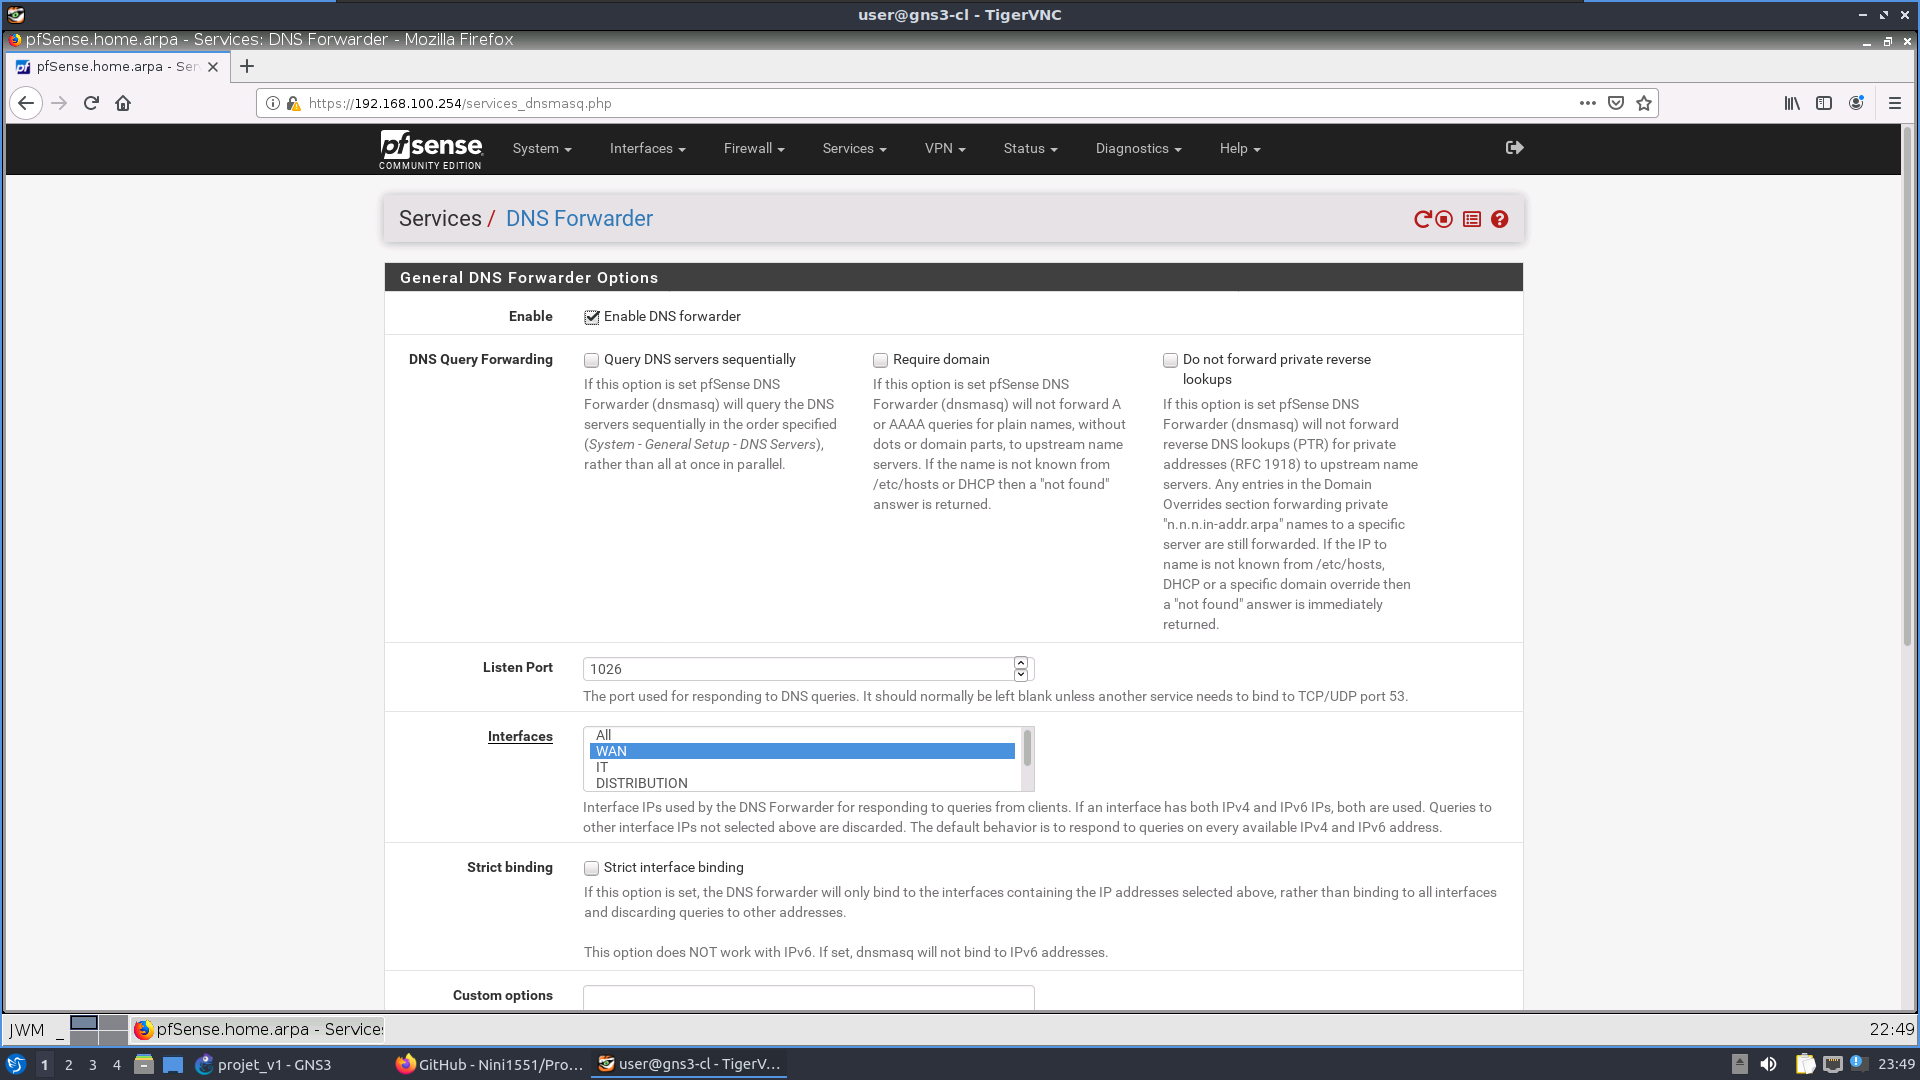 user@gns3-cl - TigerVNC
pfSense.home.arpa - Services: DNS Forwarder - Mozilla Firefox
pfSense.home.arpa - Ser
https://192.168.100.254/services_dnsmasq.php
pfsense
COMMUNITY EDITION
System
Interfaces
Firewall
Services
VPN
Status
Diagnostics
Help
Services / DNS Forwarder
General DNS Forwarder Options
Enable
Enable DNS forwarder
DNS Query Forwarding
Query DNS servers sequentially
If this option is set pfSense DNS
Forwarder (dnsmasq) will query the DNS
servers sequentially in the order specified
(System - General Setup - DNS Servers),
rather than all at once in parallel.
Require domain
If this option is set pfSense DNS
Forwarder (dnsmasq) will not forward A
or AAAA queries for plain names, without
dots or domain parts, to upstream name
servers. If the name is not known from
/etc/hosts or DHCP then a "not found"
answer is returned.
Do not forward private reverse
lookups
If this option is set pfSense DNS
Forwarder (dnsmasq) will not forward
reverse DNS lookups (PTR) for private
addresses (RFC 1918) to upstream name
servers. Any entries in the Domain
Overrides section forwarding private
"n.n.n.in-addr.arpa" names to a specific
server are still forwarded. If the IP to
name is not known from /etc/hosts,
DHCP or a specific domain override then
a "not found" answer is immediately
returned.
Listen Port
1026
The port used for responding to DNS queries. It should normally be left blank unless another service needs to bind to TCP/UDP port 53.
Interfaces
All
WAN
IT
DISTRIBUTION
Interface IPs used by the DNS Forwarder for responding to queries from clients. If an interface has both IPv4 and IPv6 IPs, both are used. Queries to
other interface IPs not selected above are discarded. The default behavior is to respond to queries on every available IPv4 and IPv6 address.
Strict binding
Strict interface binding
If this option is set, the DNS forwarder will only bind to the interfaces containing the IP addresses selected above, rather than binding to all interfaces
and discarding queries to other addresses.
This option does NOT work with IPv6. If set, dnsmasq will not bind to IPv6 addresses.
Custom options
JWM
_
pfSense.home.arpa - Services
22:49
1 2 3 4
projet_v1 - GNS3
GitHub - Nini1551/Pro...
user@gns3-cl - TigerV...
23:49